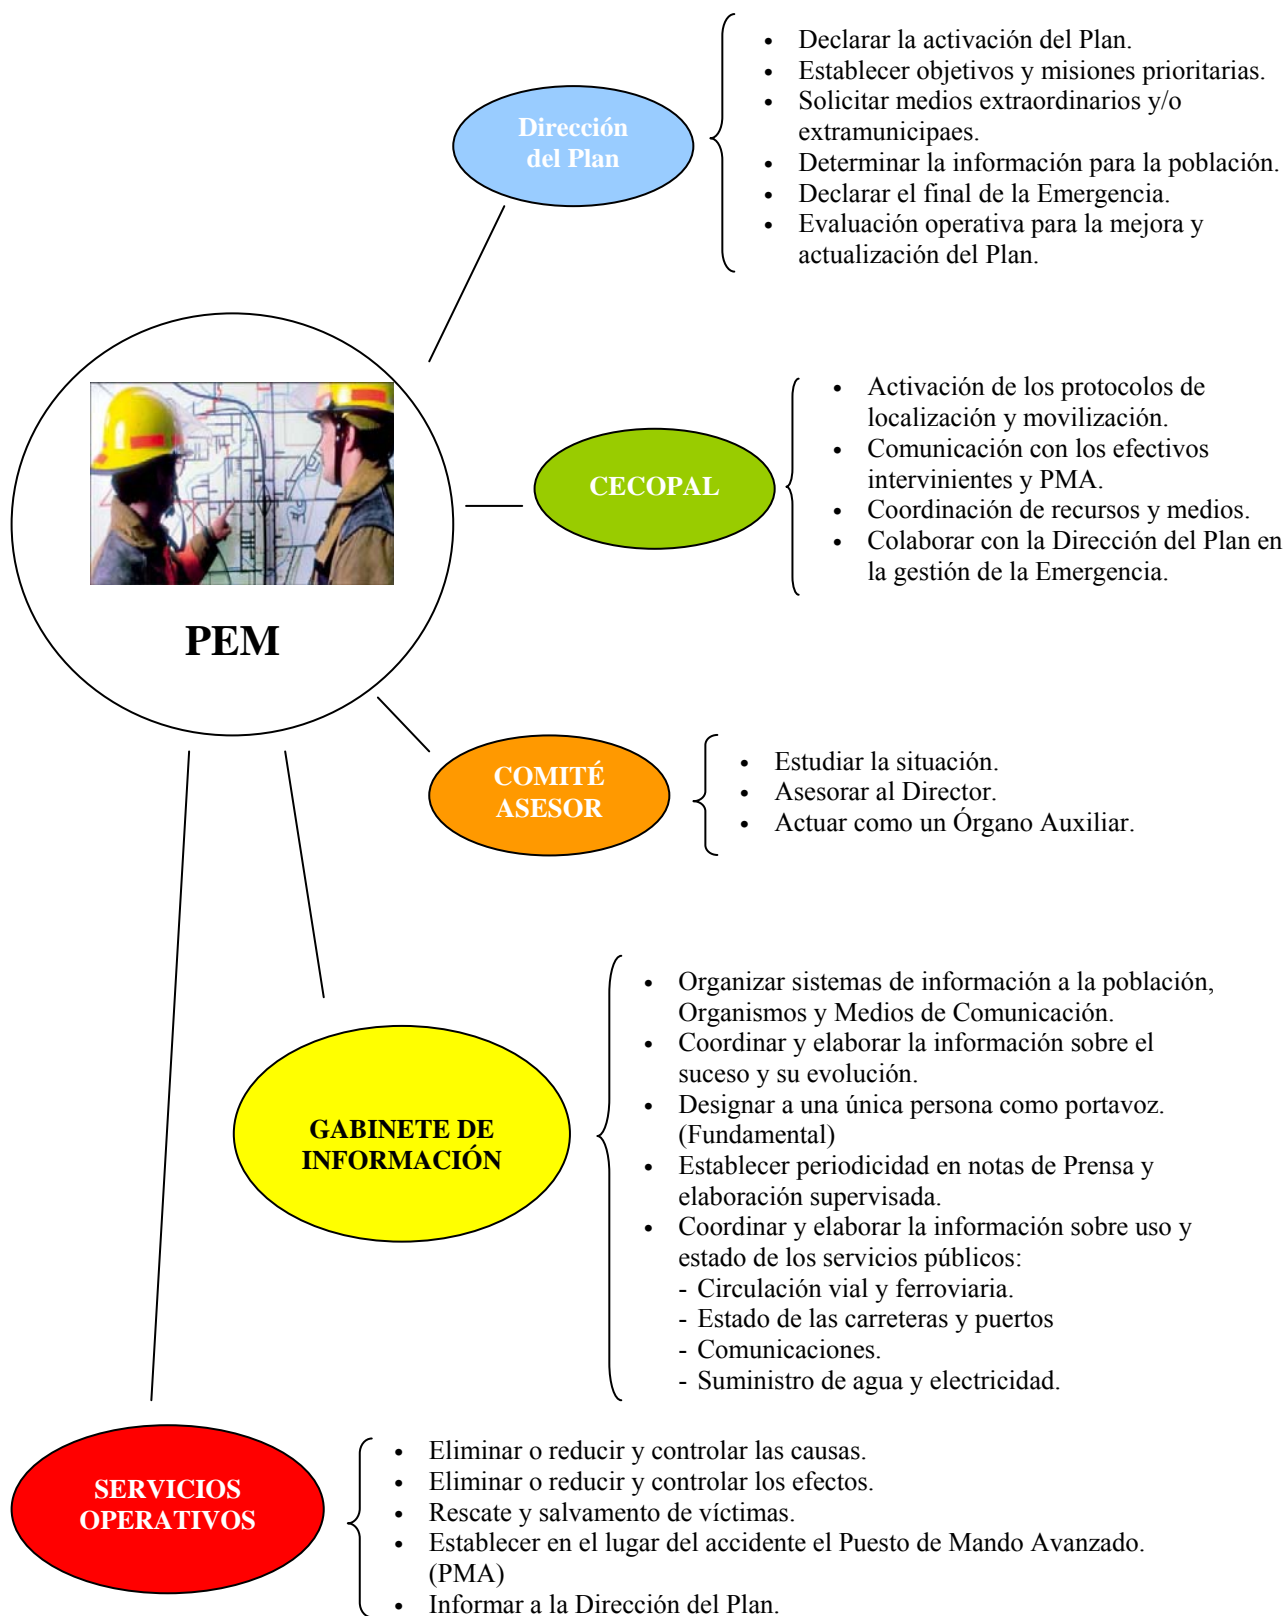 Dirección
del Plan
• Declarar la activación del Plan.
• Establecer objetivos y misiones prioritarias.
• Solicitar medios extraordinarios y/o
extramunicipaes.
• Determinar la información para la población.
• Declarar el final de la Emergencia.
• Evaluación operativa para la mejora y
actualización del Plan.
PEM
CECOPAL
• Activación de los protocolos de
localización y movilización.
• Comunicación con los efectivos
intervinientes y PMA.
• Coordinación de recursos y medios.
• Colaborar con la Dirección del Plan en
la gestión de la Emergencia.
COMITÉ
ASESOR
• Estudiar la situación.
• Asesorar al Director.
• Actuar como un Órgano Auxiliar.
GABINETE DE
INFORMACIÓN
• Organizar sistemas de información a la población,
Organismos y Medios de Comunicación.
• Coordinar y elaborar la información sobre el
suceso y su evolución.
• Designar a una única persona como portavoz.
(Fundamental)
• Establecer periodicidad en notas de Prensa y
elaboración supervisada.
• Coordinar y elaborar la información sobre uso y
estado de los servicios públicos:
- Circulación vial y ferroviaria.
- Estado de las carreteras y puertos
- Comunicaciones.
- Suministro de agua y electricidad.
SERVICIOS
OPERATIVOS
• Eliminar o reducir y controlar las causas.
• Eliminar o reducir y controlar los efectos.
• Rescate y salvamento de víctimas.
• Establecer en el lugar del accidente el Puesto de Mando Avanzado.
(PMA)
• Informar a la Dirección del Plan.